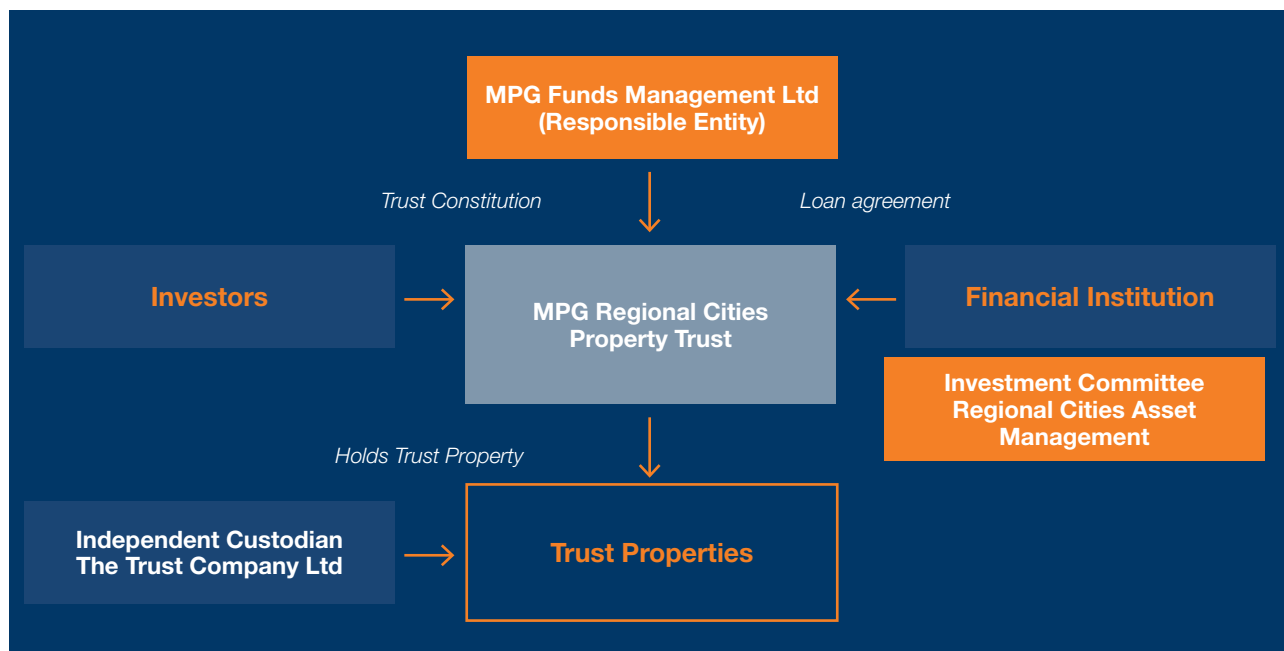 MPG Funds Management Ltd
(Responsible Entity)
Trust Constitution
Loan agreement
Investors
MPG Regional Cities
Property Trust
Financial Institution
Investment Committee
Regional Cities Asset
Management
Holds Trust Property
Independent Custodian
The Trust Company Ltd
Trust Properties